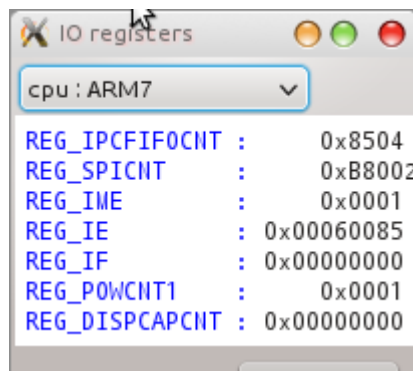 IO registers
cpu : ARM7
REG_IPCFIFOCNT : 0x8504
REG_SPICNT : 0xB8002
REG_IME : 0x0001
REG_IE : 0x00060085
REG_IF : 0x00000000
REG_POWCNT1 : 0x0001
REG_DISPCAPCNT : 0x00000000